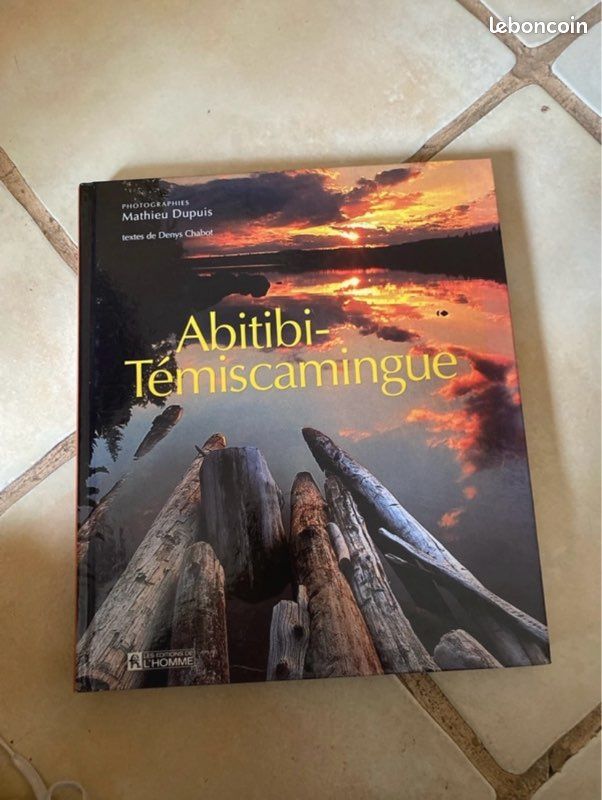 leboncoin
PHOTOGRAPHIES
Mathieu Dupuis
textes de Denys Chabot
Abitibi-
Témiscamingue
LES ÉDITIONS DE
L'HOMME